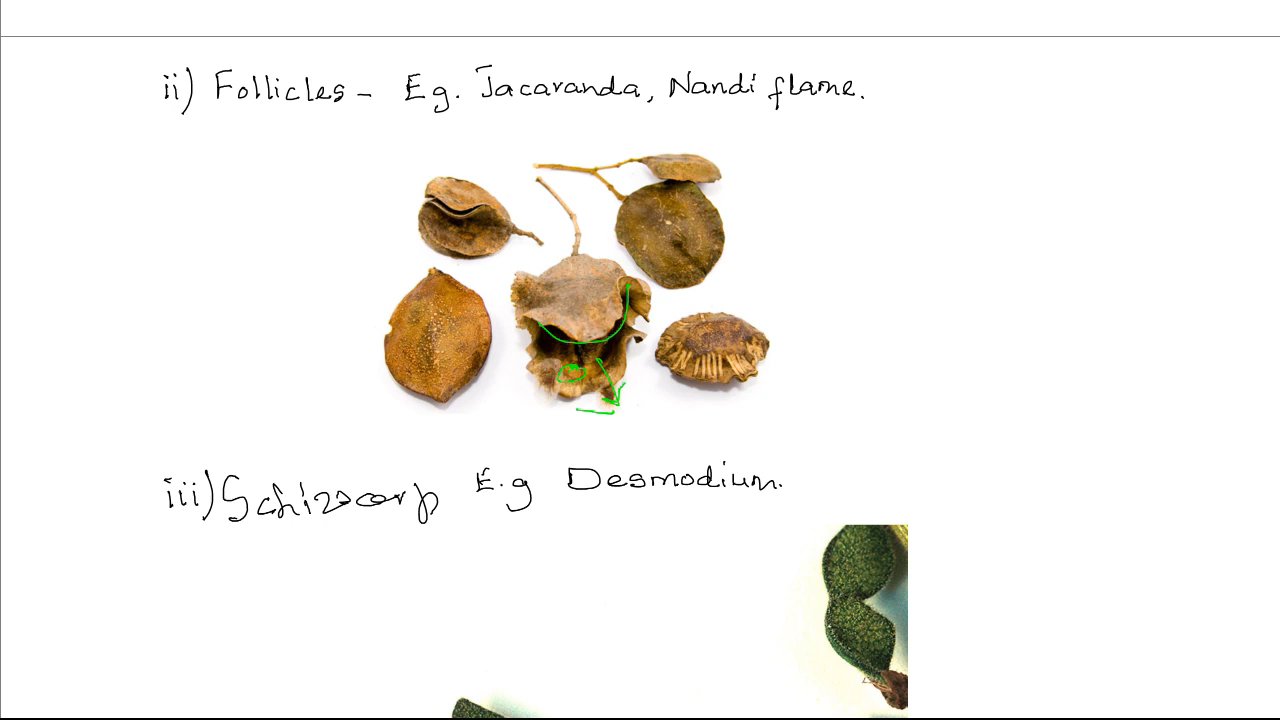 ii) Follicles - Eg. Jacaranda, Nandi flame.
iii) Schizocarp E.g Desmodium.